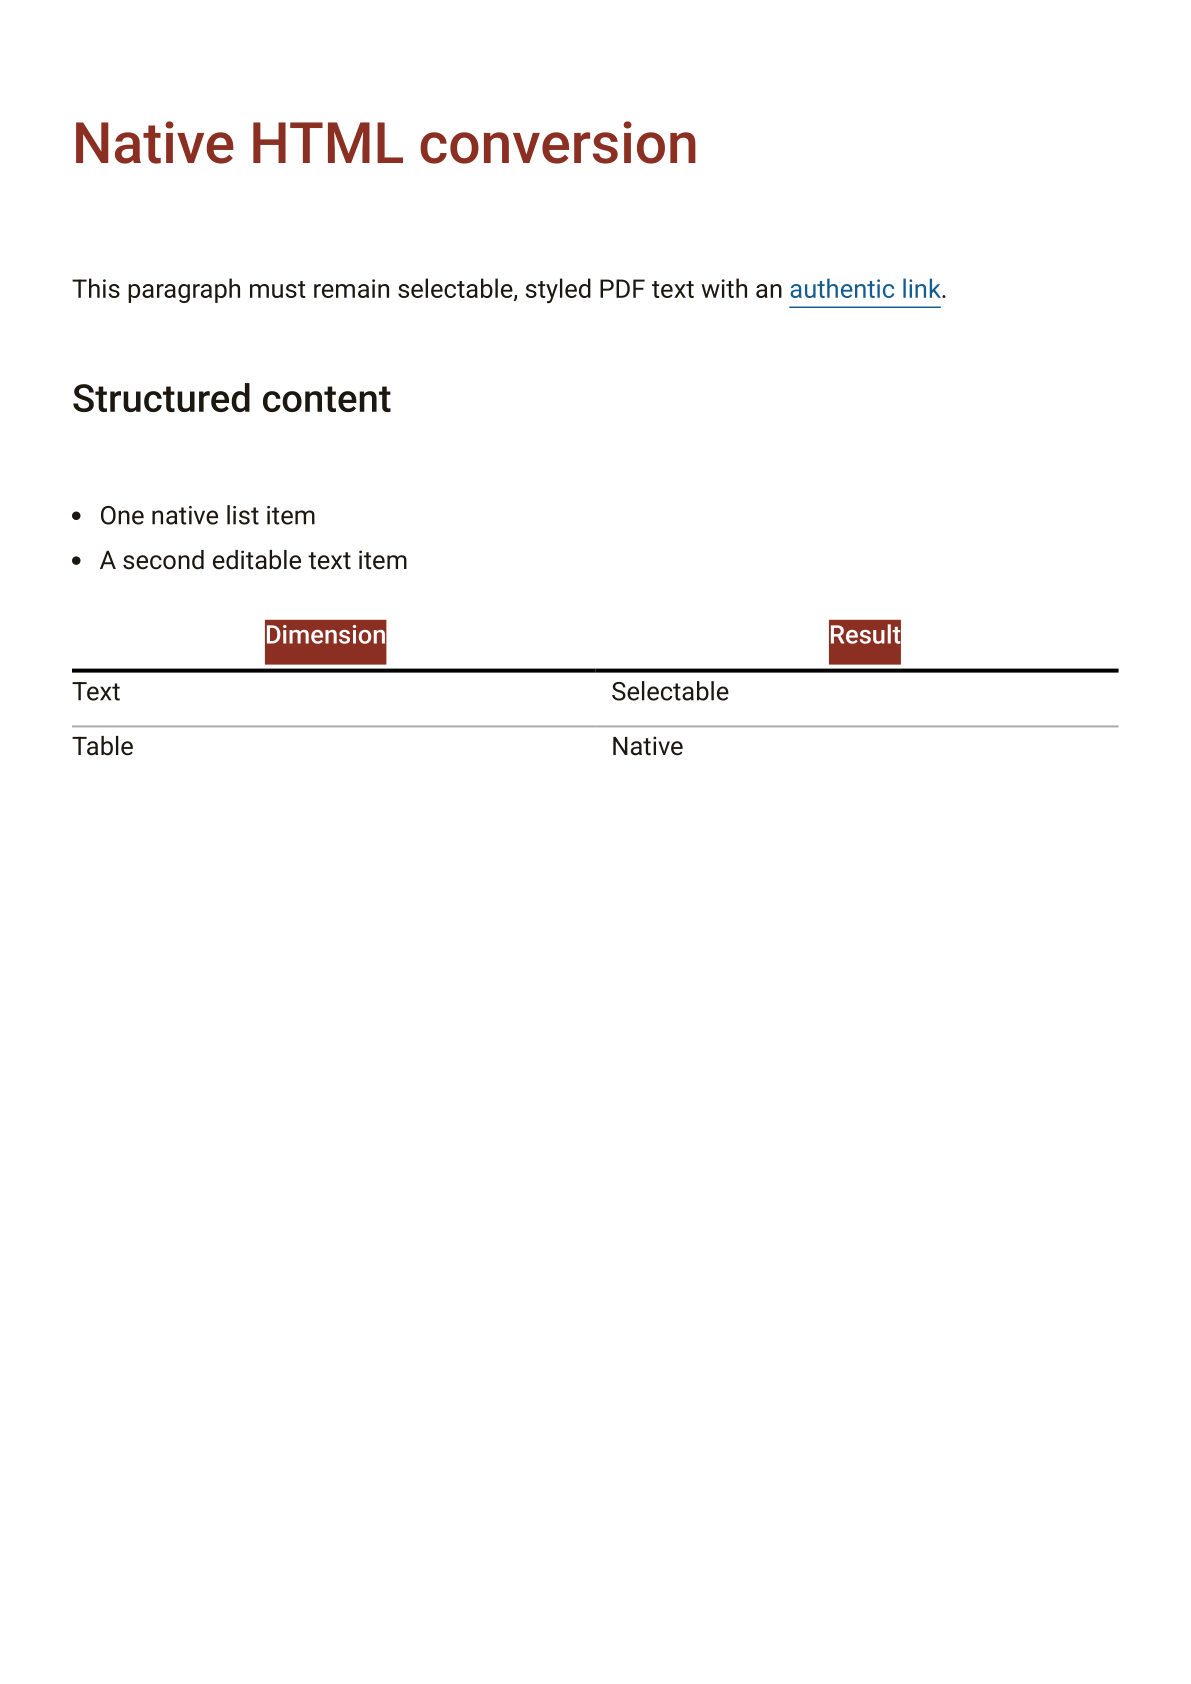 Native HTML conversion
This paragraph must remain selectable, styled PDF text with an authentic link.
Structured content
• One native list item
• A second editable text item
Dimension Result
Text Selectable
Table Native